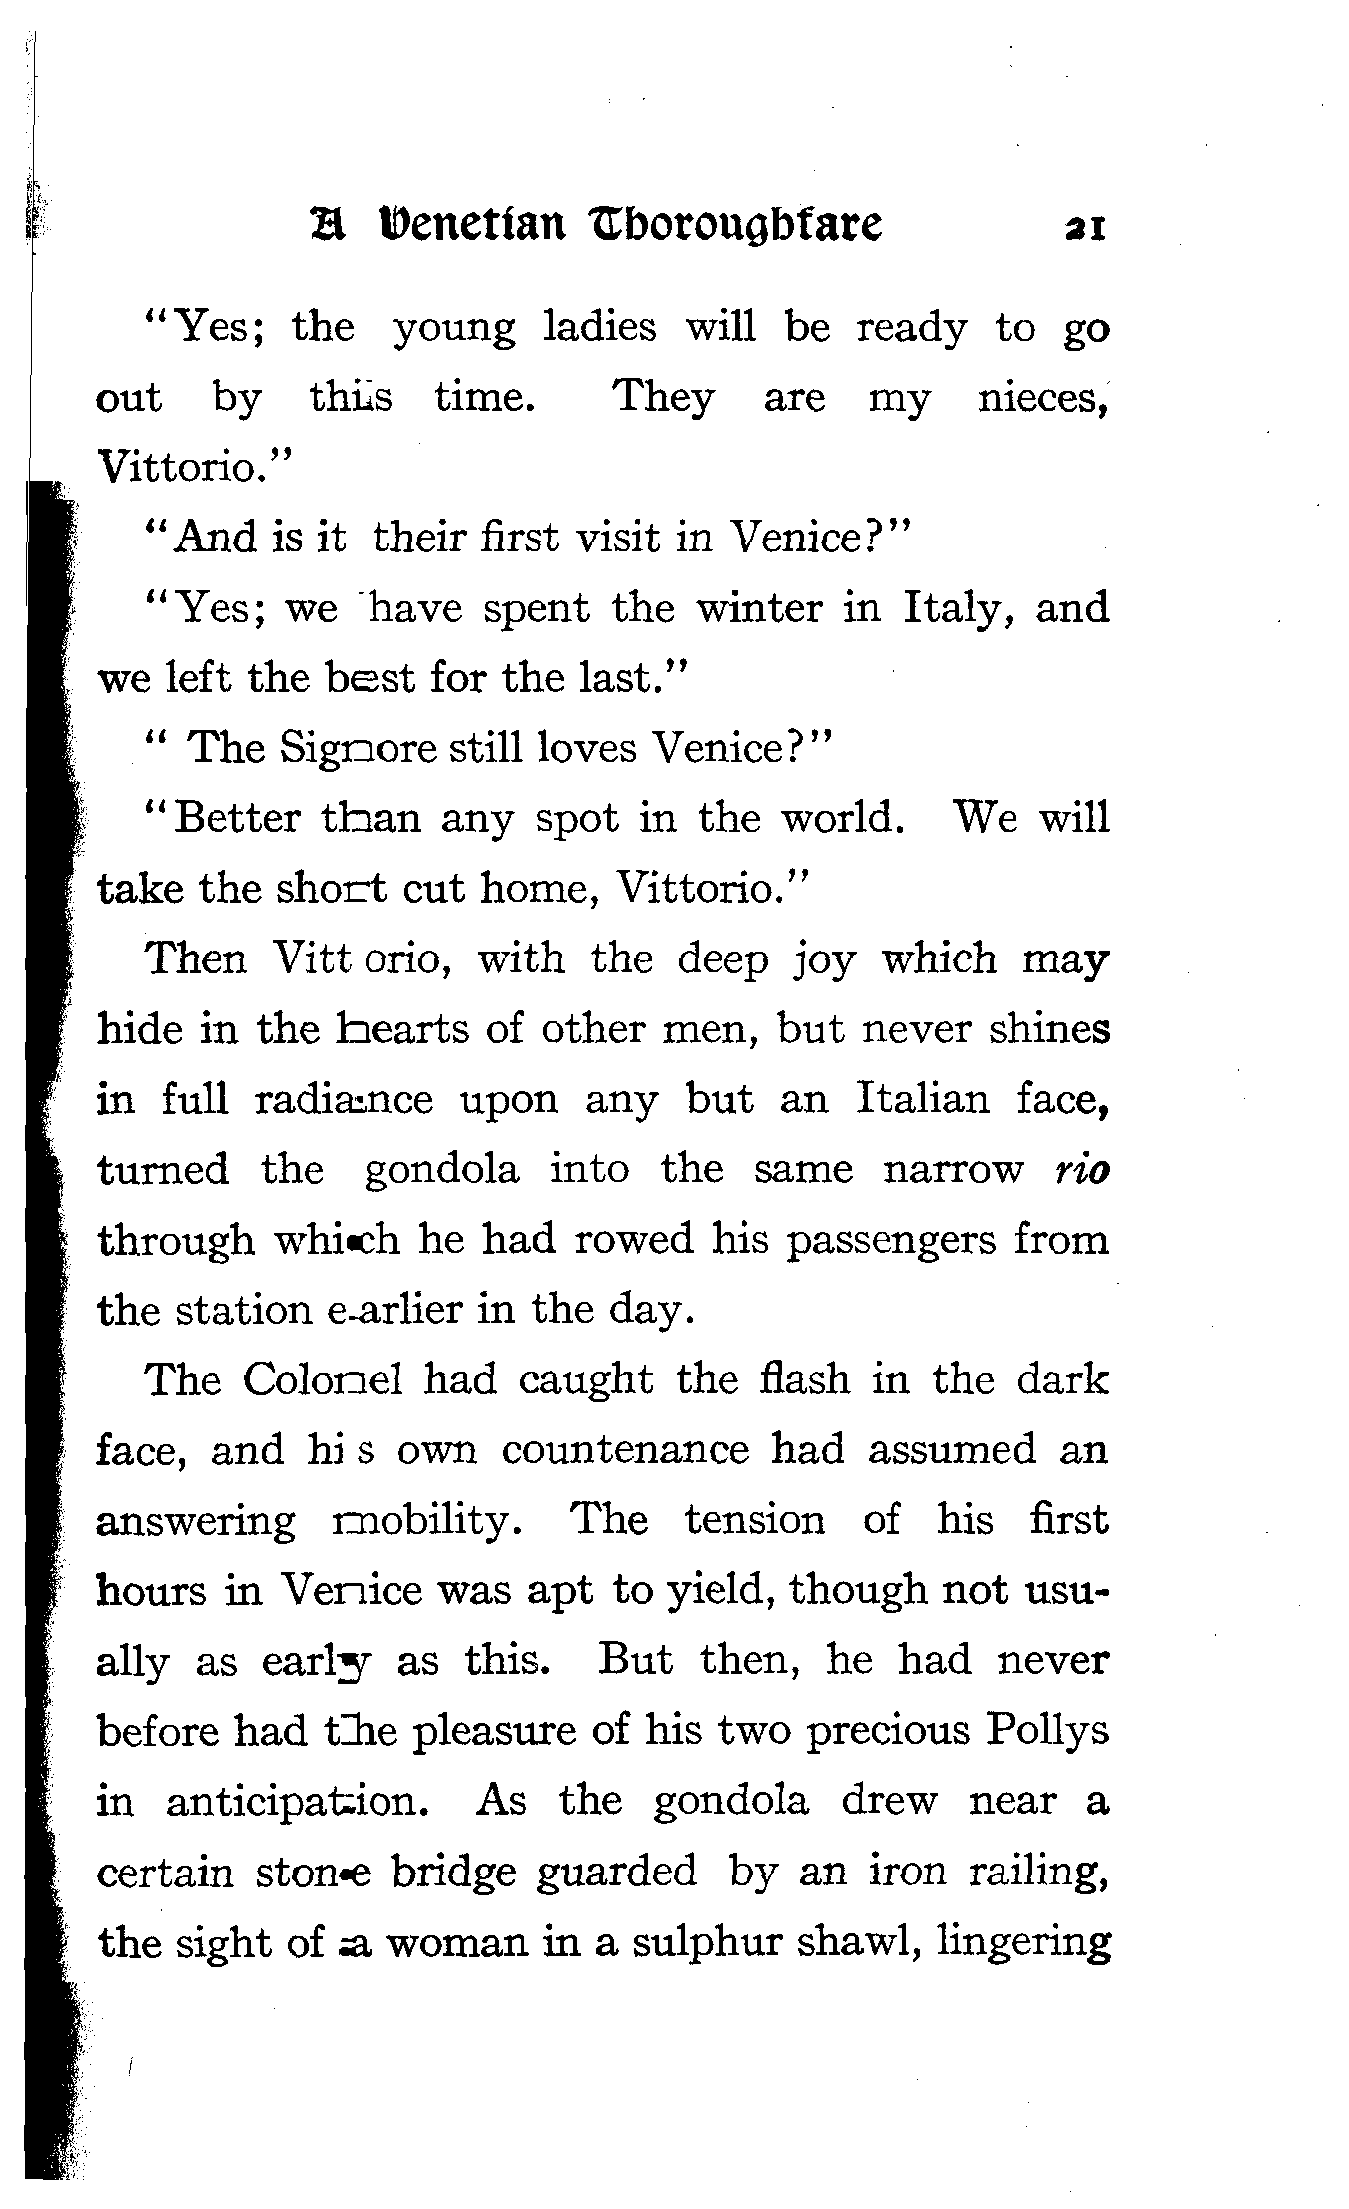 A Venetian Thoroughfare 21
"Yes; the young ladies will be ready to go
out by this time. They are my nieces,
Vittorio."
"And is it their first visit in Venice?"
"Yes; we have spent the winter in Italy, and
we left the best for the last."
"The Signore still loves Venice?"
"Better than any spot in the world. We will
take the short cut home, Vittorio."
Then Vittorio, with the deep joy which may
hide in the hearts of other men, but never shines
in full radiance upon any but an Italian face,
turned the gondola into the same narrow rio
through which he had rowed his passengers from
the station earlier in the day.
The Colonel had caught the flash in the dark
face, and his own countenance had assumed an
answering mobility. The tension of his first
hours in Venice was apt to yield, though not usu-
ally as early as this. But then, he had never
before had the pleasure of his two precious Pollys
in anticipation. As the gondola drew near a
certain stone bridge guarded by an iron railing,
the sight of a woman in a sulphur shawl, lingering